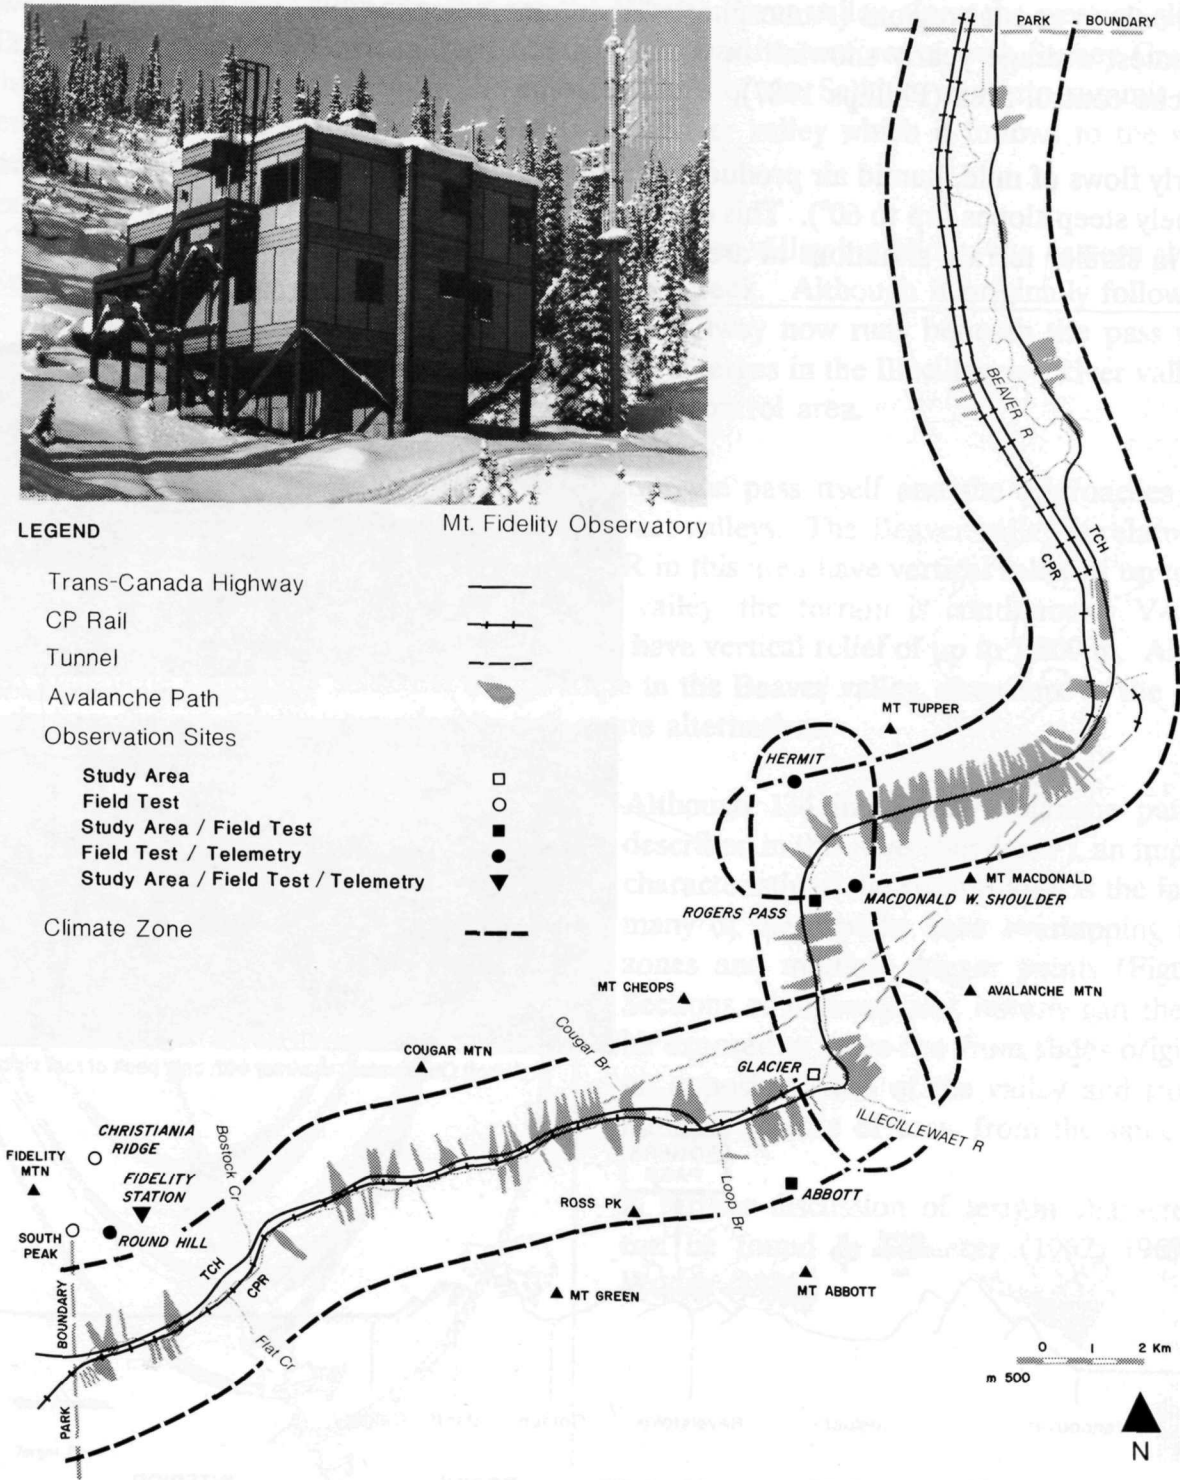 PARK BOUNDARY
Mt. Fidelity Observatory
LEGEND
Trans-Canada Highway
CP Rail
Tunnel
Avalanche Path
Observation Sites
Study Area
Field Test
Study Area / Field Test
Field Test / Telemetry
Study Area / Field Test / Telemetry
Climate Zone
BEAVER R
TCH
CPR
MT TUPPER
HERMIT
MT MACDONALD
MACDONALD W. SHOULDER
ROGERS PASS
MT CHEOPS
AVALANCHE MTN
Cougar Br
COUGAR MTN
GLACIER
ILLECILLEWAET R
CHRISTIANIA
RIDGE
Bostock Cr
FIDELITY
MTN
FIDELITY
STATION
Loop Br
ABBOTT
ROSS PK
SOUTH
PEAK
ROUND HILL
TCH
CPR
MT GREEN
MT ABBOTT
Flat Cr
PARK BOUNDARY
0 1 2 Km
m 500
N